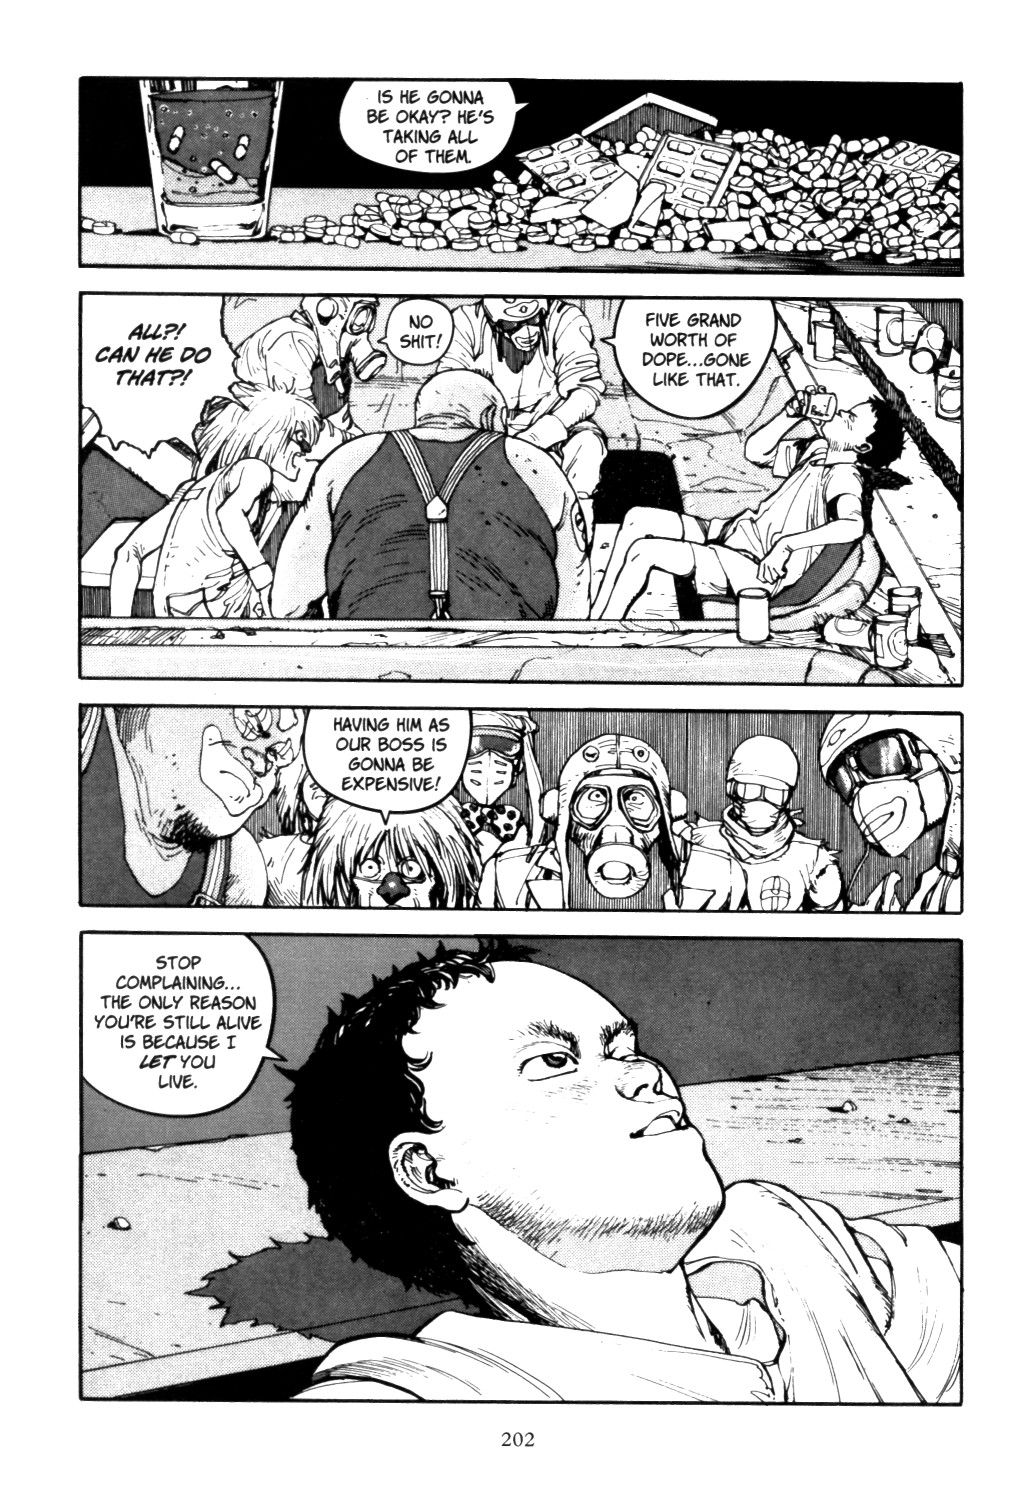 IS HE GONNA
BE OKAY? HE'S
TAKING ALL
OF THEM.
ALL?!
CAN HE DO
THAT?!
NO
SHIT!
FIVE GRAND
WORTH OF
DOPE...GONE
LIKE THAT.
HAVING HIM AS
OUR BOSS IS
GONNA BE
EXPENSIVE!
STOP
COMPLAINING...
THE ONLY REASON
YOU'RE STILL ALIVE
IS BECAUSE I
LET YOU
LIVE.
202